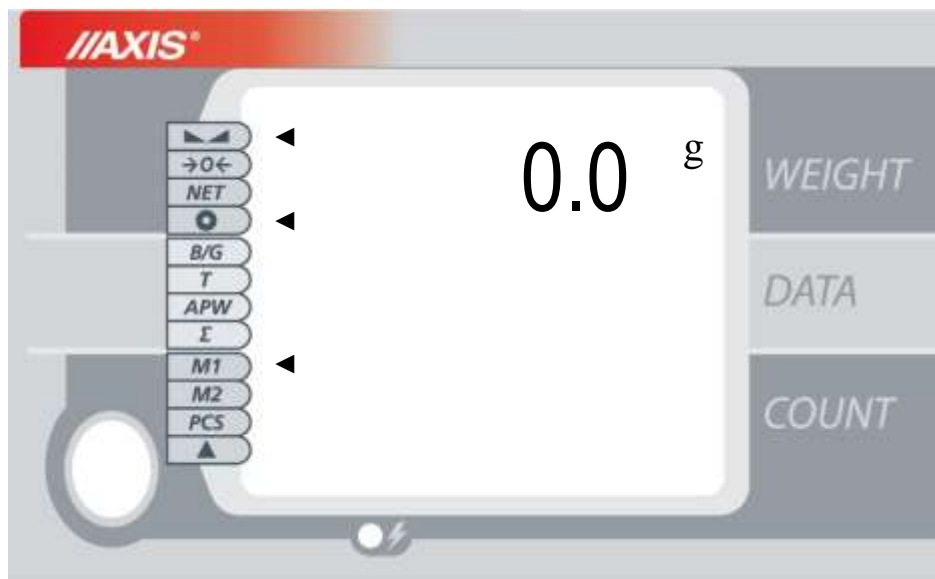 //AXIS®
0.0 g
→0←
NET
B/G
T
APW
Σ
M1
M2
PCS
WEIGHT
DATA
COUNT